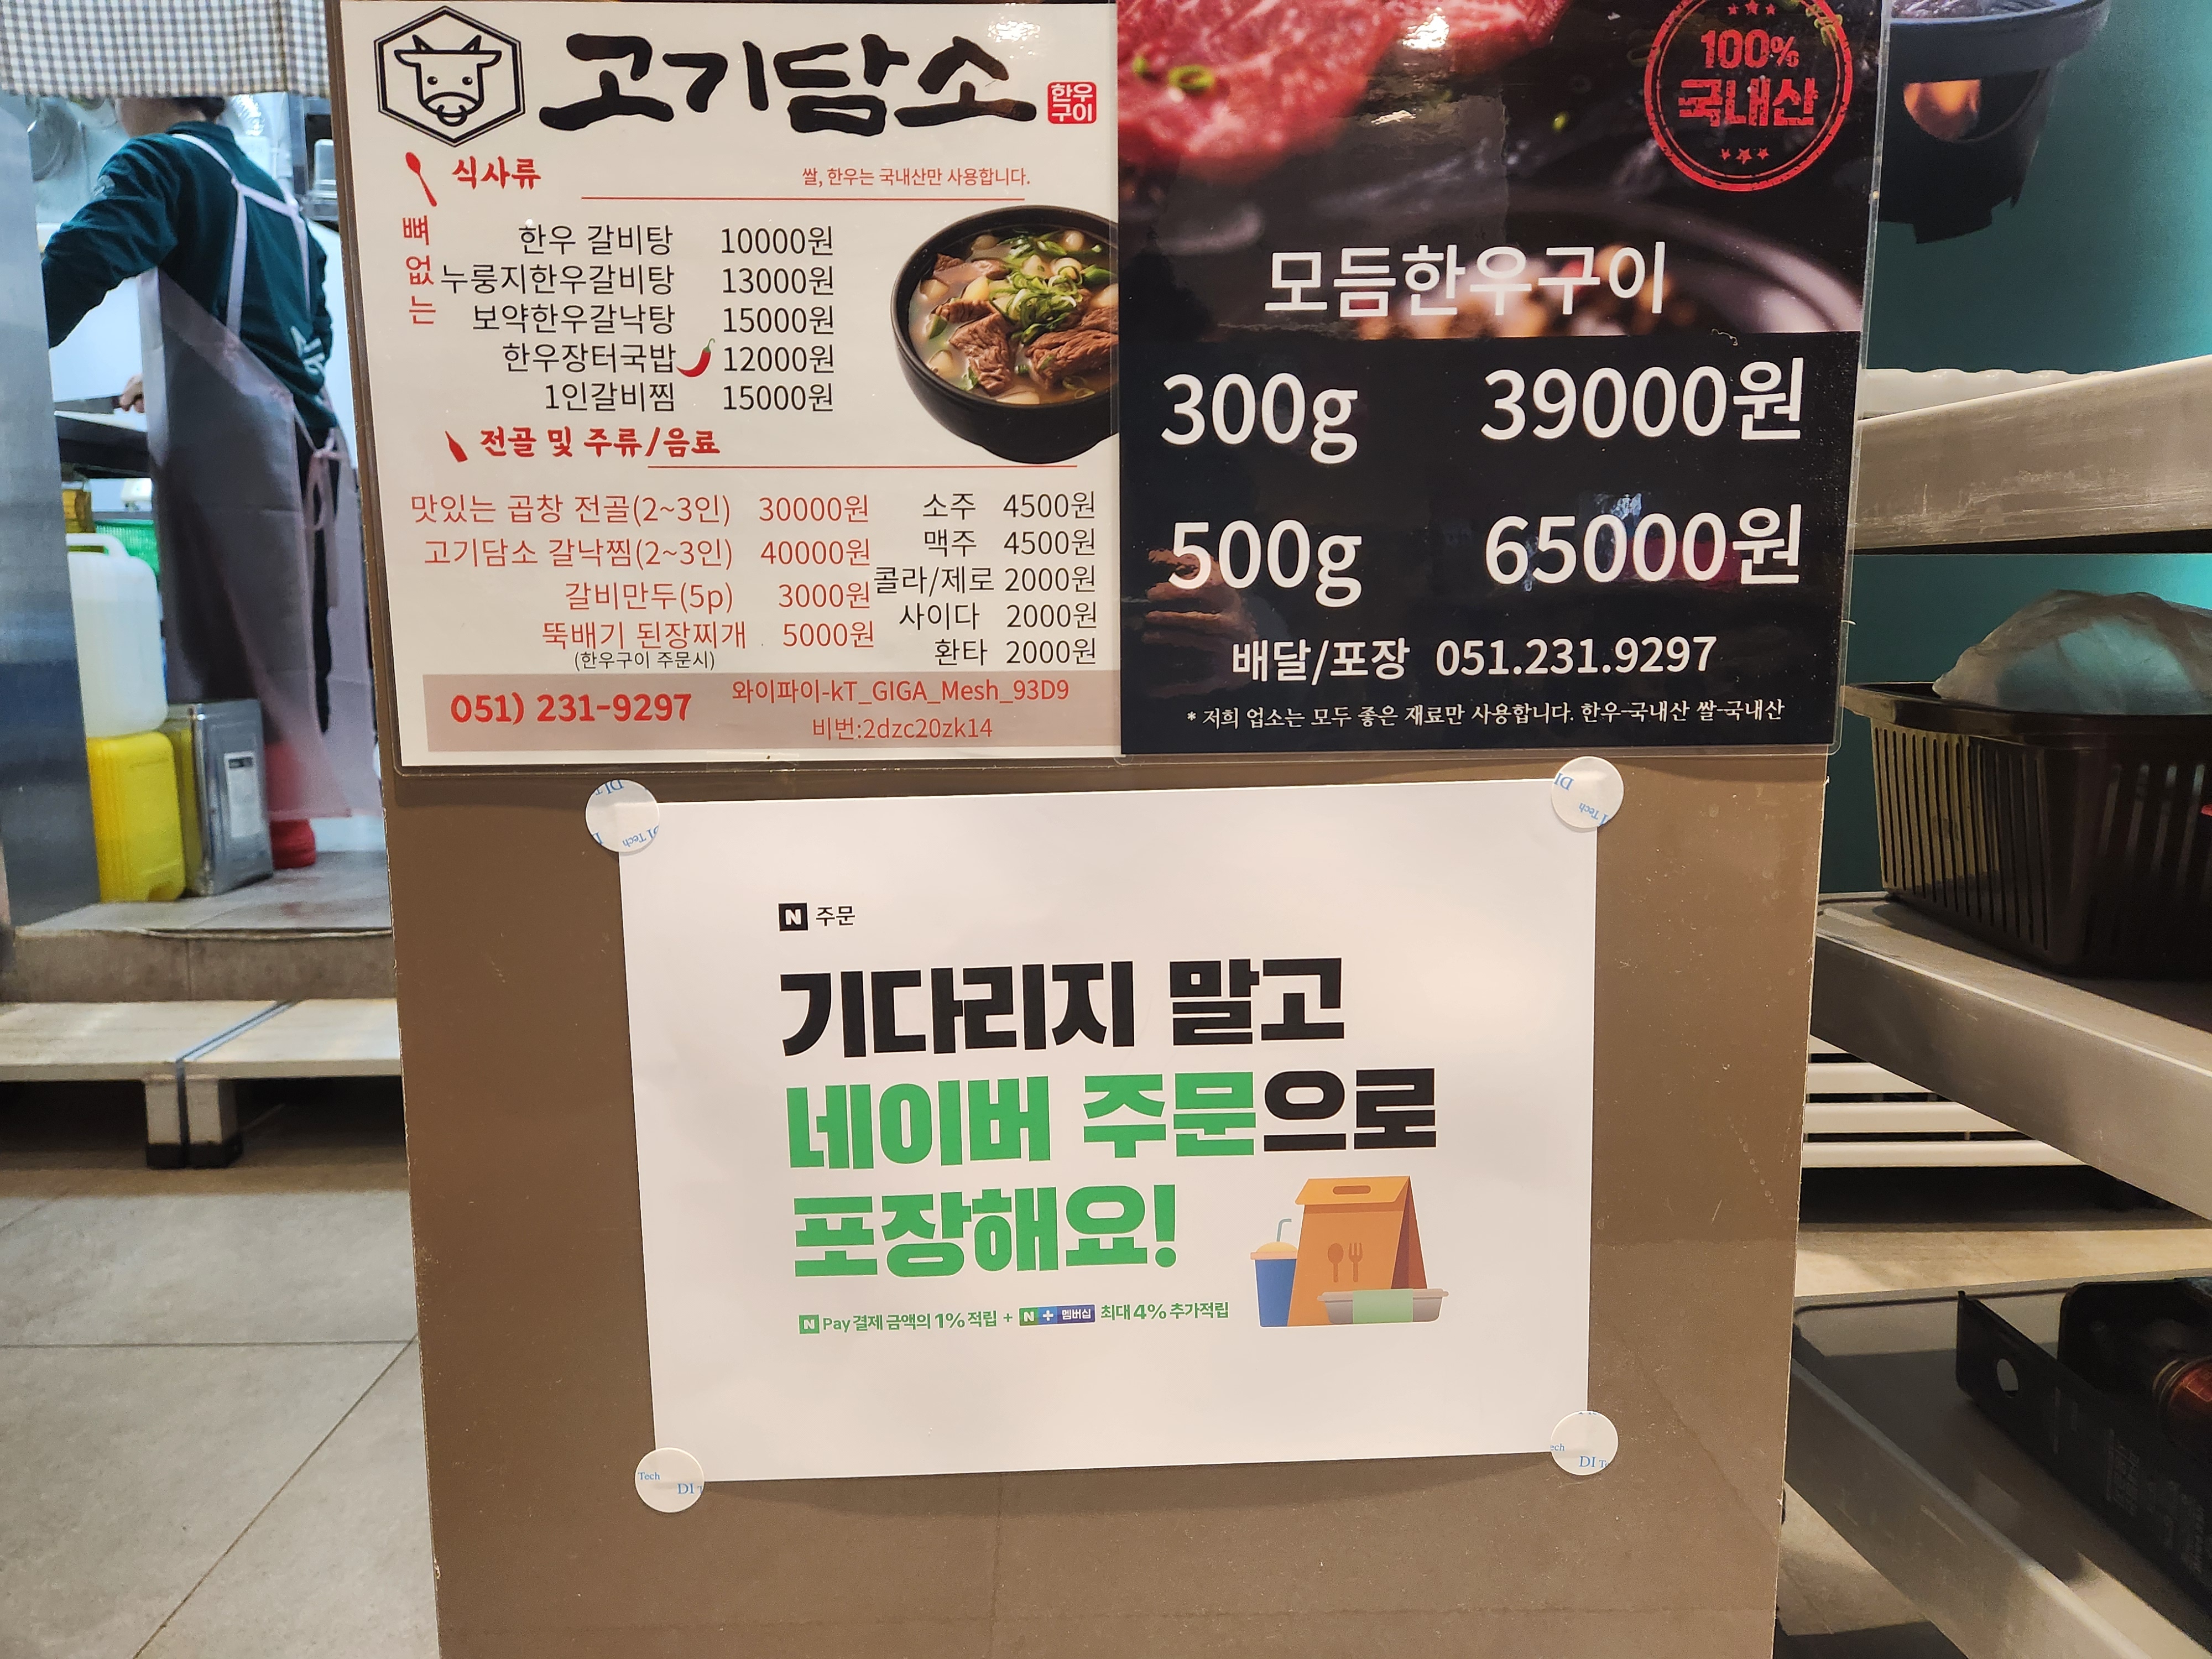 고기담소
한우
구이
식사류
쌀, 한우는 국내산만 사용합니다.
뼈없는
한우 갈비탕 10000원
누룽지한우갈비탕 13000원
보약한우갈낙탕 15000원
한우장터국밥 12000원
1인갈비찜 15000원
전골 및 주류/음료
맛있는 곱창 전골(2~3인) 30000원
고기담소 갈낙찜(2~3인) 40000원
갈비만두(5p) 3000원
뚝배기 된장찌개 5000원
(한우구이 주문시)
소주 4500원
맥주 4500원
콜라/제로 2000원
사이다 2000원
환타 2000원
051) 231-9297
와이파이-kT_GIGA_Mesh_93D9
비번:2dzc20zk14
100%
국내산
모듬한우구이
300g 39000원
500g 65000원
배달/포장 051.231.9297
* 저희 업소는 모두 좋은 재료만 사용합니다. 한우-국내산 쌀-국내산
N 주문
기다리지 말고
네이버 주문으로
포장해요!
N Pay 결제 금액의 1% 적립 + N + 멤버십 최대 4% 추가적립
DI Tech
DI Tech
Tech
DI
ech
DI